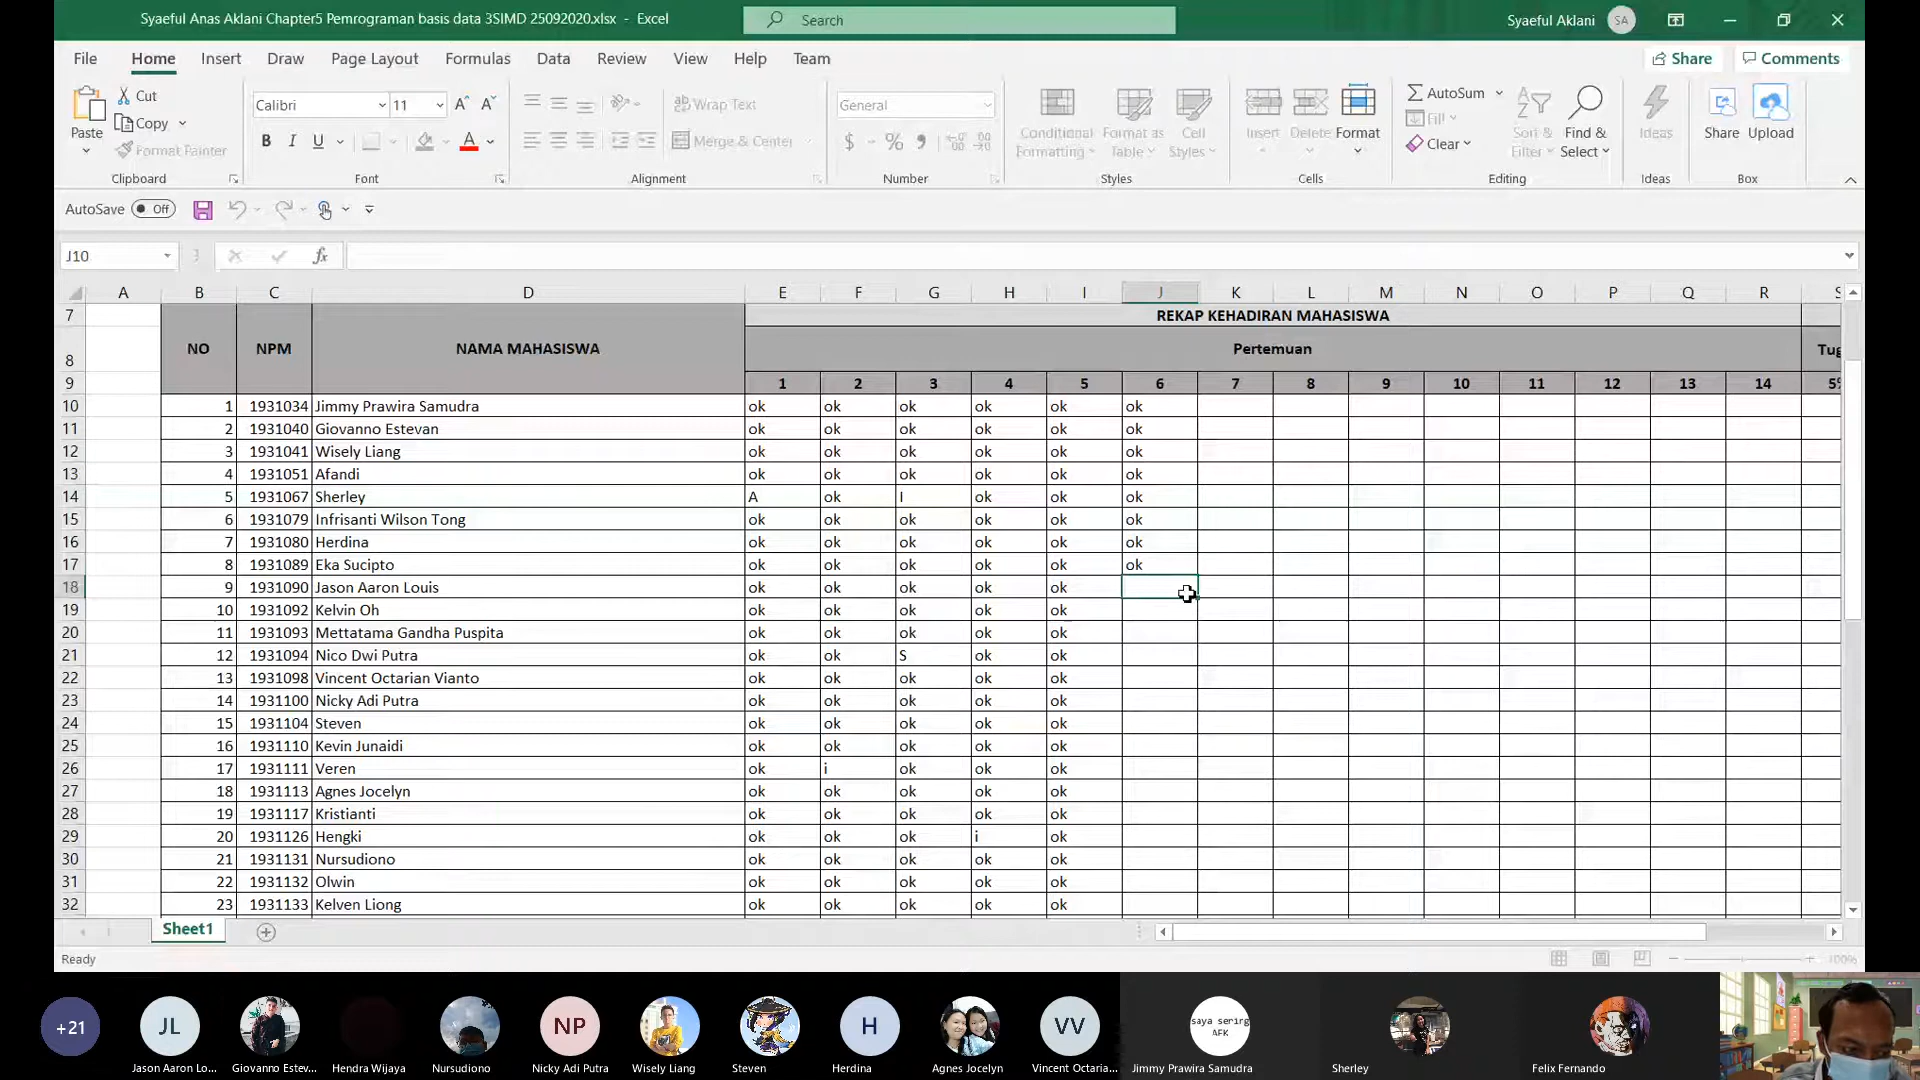 Syaeful Anas Aklani Chapter5 Pemrograman basis data 3SIMD 25092020.xlsx - Excel
Search
Syaeful Aklani SA
File Home Insert Draw Page Layout Formulas Data Review View Help Team Share Comments
Paste Cut Copy Format Painter Clipboard
Calibri 11 B I U Font
Wrap Text Merge & Center Alignment
General $ % Number
Conditional Formatting Format as Table Cell Styles Styles
Insert Delete Format Cells
AutoSum Fill Clear Sort & Filter Find & Select Editing
Ideas Ideas
Share Upload Box
AutoSave Off
J10 fx
A B C D E F G H I J K L M N O P Q R S
7 REKAP KEHADIRAN MAHASISWA
8 NO NPM NAMA MAHASISWA Pertemuan Tug
9 1 2 3 4 5 6 7 8 9 10 11 12 13 14 5%
10 1 1931034 Jimmy Prawira Samudra ok ok ok ok ok ok
11 2 1931040 Giovanno Estevan ok ok ok ok ok ok
12 3 1931041 Wisely Liang ok ok ok ok ok ok
13 4 1931051 Afandi ok ok ok ok ok ok
14 5 1931067 Sherley A ok I ok ok ok
15 6 1931079 Infrisanti Wilson Tong ok ok ok ok ok ok
16 7 1931080 Herdina ok ok ok ok ok ok
17 8 1931089 Eka Sucipto ok ok ok ok ok ok
18 9 1931090 Jason Aaron Louis ok ok ok ok ok
19 10 1931092 Kelvin Oh ok ok ok ok ok
20 11 1931093 Mettatama Gandha Puspita ok ok ok ok ok
21 12 1931094 Nico Dwi Putra ok ok S ok ok
22 13 1931098 Vincent Octarian Vianto ok ok ok ok ok
23 14 1931100 Nicky Adi Putra ok ok ok ok ok
24 15 1931104 Steven ok ok ok ok ok
25 16 1931110 Kevin Junaidi ok ok ok ok ok
26 17 1931111 Veren ok i ok ok ok
27 18 1931113 Agnes Jocelyn ok ok ok ok ok
28 19 1931117 Kristianti ok ok ok ok ok
29 20 1931126 Hengki ok ok ok i ok
30 21 1931131 Nursudiono ok ok ok ok ok
31 22 1931132 Olwin ok ok ok ok ok
32 23 1931133 Kelven Liong ok ok ok ok ok
Sheet1
Ready 100%
+21 JL NP H VV saya sering AFK
Jason Aaron Lo... Giovanno Estev... Hendra Wijaya Nursudiono Nicky Adi Putra Wisely Liang Steven Herdina Agnes Jocelyn Vincent Octaria... Jimmy Prawira Samudra Sherley Felix Fernando